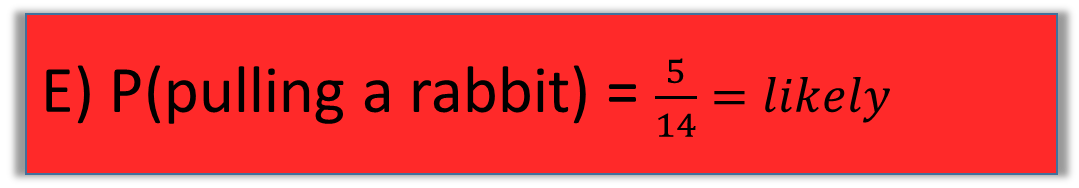 E) P(pulling a rabbit) = 5/14 = likely